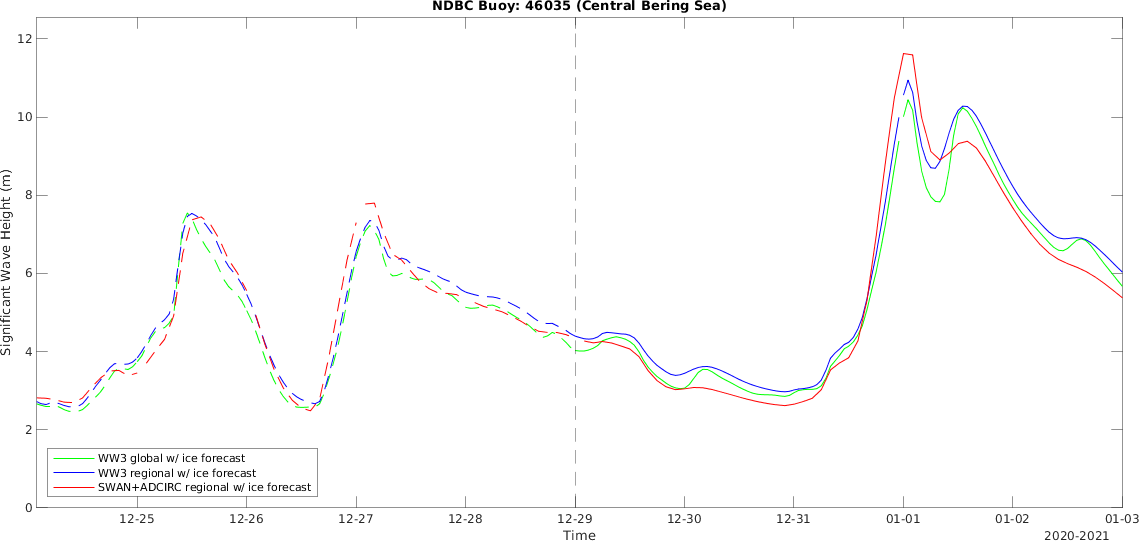 NDBC Buoy: 46035 (Central Bering Sea)
12
10
8
6
4
2
0
Significant Wave Height (m)
WW3 global w/ ice forecast
WW3 regional w/ ice forecast
SWAN+ADCIRC regional w/ ice forecast
12-25 12-26 12-27 12-28 12-29 12-30 12-31 01-01 01-02 01-03
Time
2020-2021